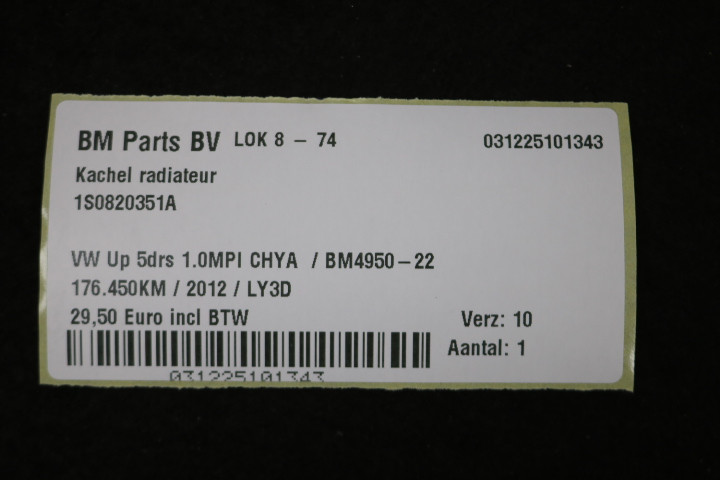 BM Parts BV LOK 8 - 74 031225101343
Kachel radiateur
1S0820351A
VW Up 5drs 1.0MPI CHYA / BM4950-22
176.450KM / 2012 / LY3D
29,50 Euro incl BTW Verz: 10
Aantal: 1
031225101343